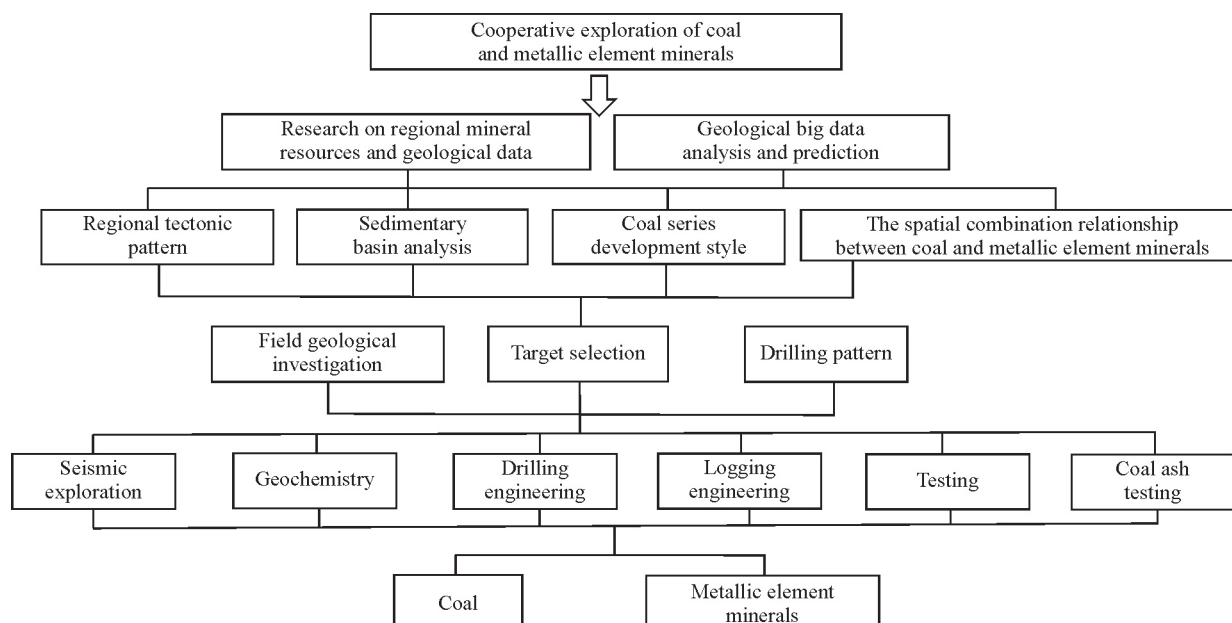 Cooperative exploration of coal
and metallic element minerals
Research on regional mineral
resources and geological data
Geological big data
analysis and prediction
Regional tectonic
pattern
Sedimentary
basin analysis
Coal series
development style
The spatial combination relationship
between coal and metallic element minerals
Field geological
investigation
Target selection
Drilling pattern
Seismic
exploration
Geochemistry
Drilling
engineering
Logging
engineering
Testing
Coal ash
testing
Coal
Metallic element
minerals